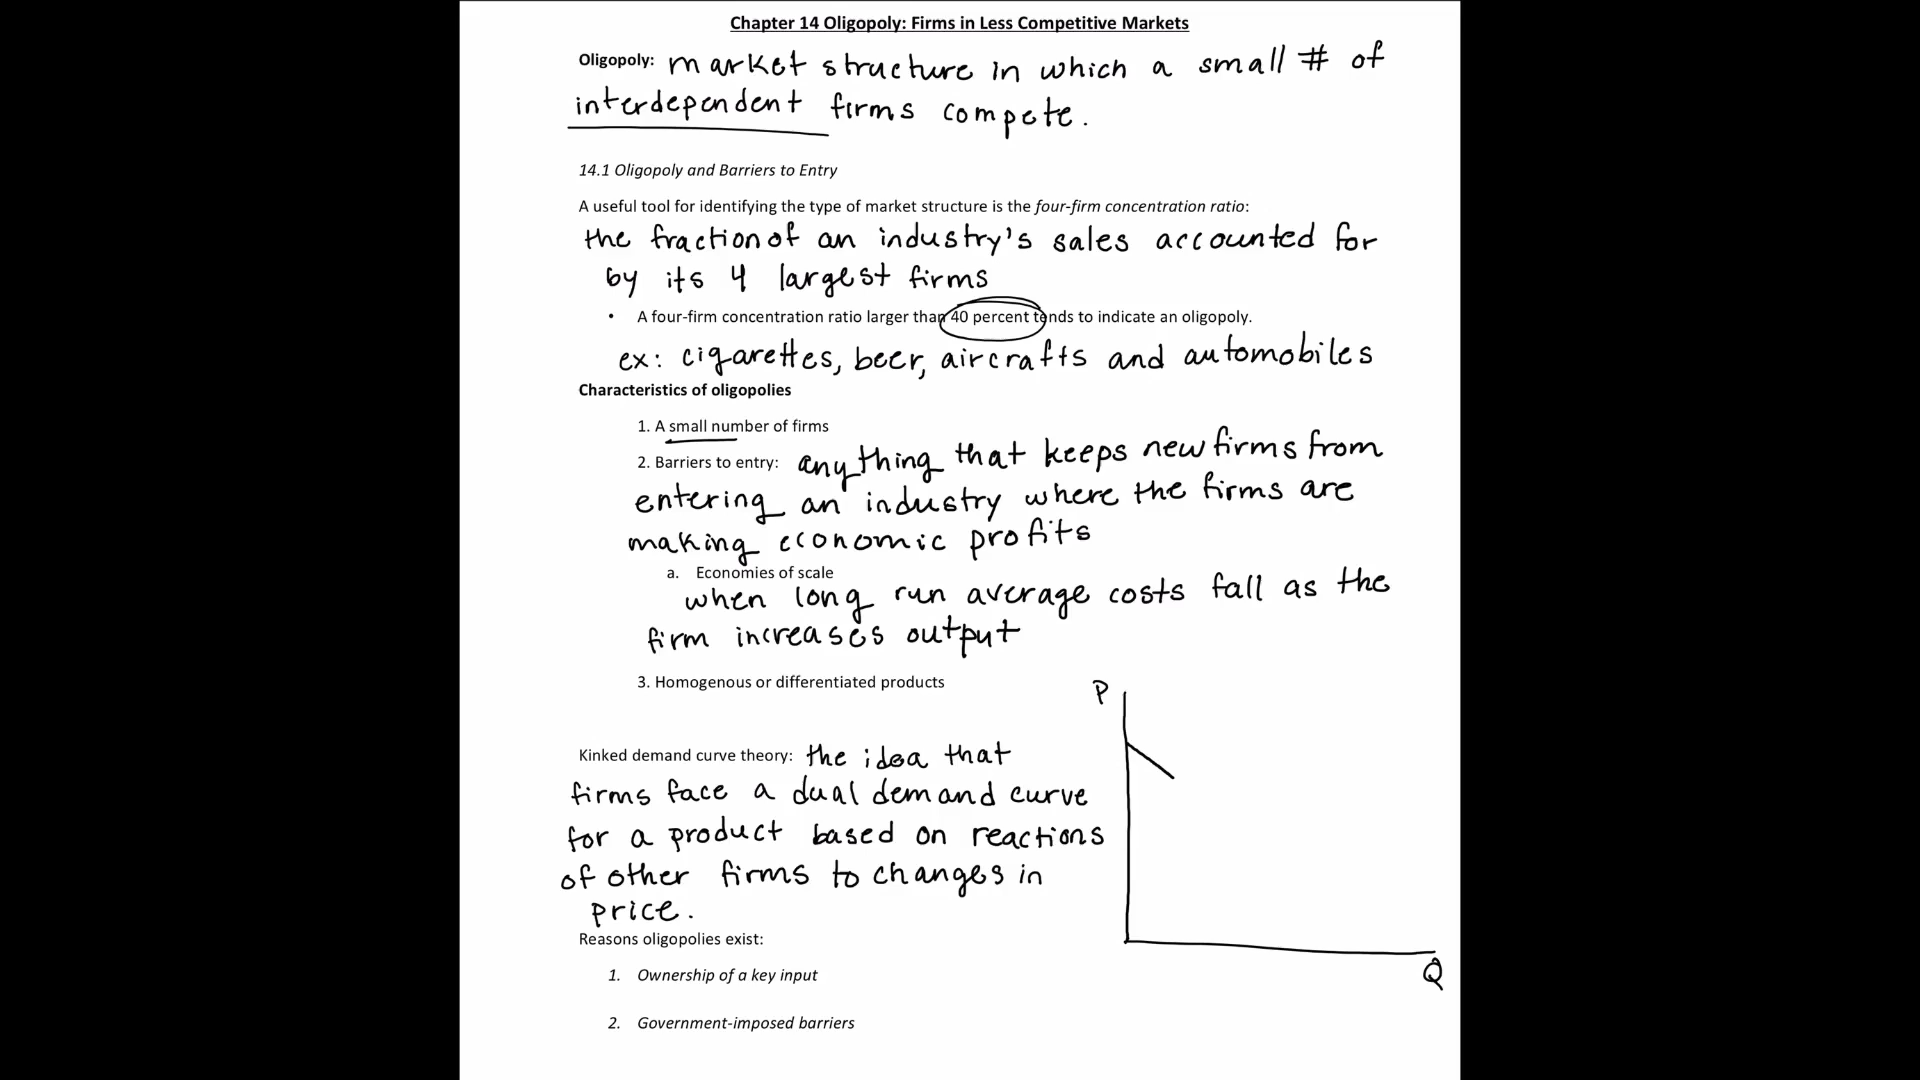 Chapter 14 Oligopoly: Firms in Less Competitive Markets
Oligopoly: market structure in which a small # of
interdependent firms compete.
14.1 Oligopoly and Barriers to Entry
A useful tool for identifying the type of market structure is the four-firm concentration ratio:
the fraction of an industry's sales accounted for
by its 4 largest firms
• A four-firm concentration ratio larger than 40 percent tends to indicate an oligopoly.
ex: cigarettes, beer, aircrafts and automobiles
Characteristics of oligopolies
1. A small number of firms
2. Barriers to entry: anything that keeps new firms from
entering an industry where the firms are
making economic profits
a. Economies of scale
when long run average costs fall as the
firm increases output
3. Homogenous or differentiated products
P
Kinked demand curve theory: the idea that
firms face a dual demand curve
for a product based on reactions
of other firms to changes in
price.
Reasons oligopolies exist:
1. Ownership of a key input
Q
2. Government-imposed barriers